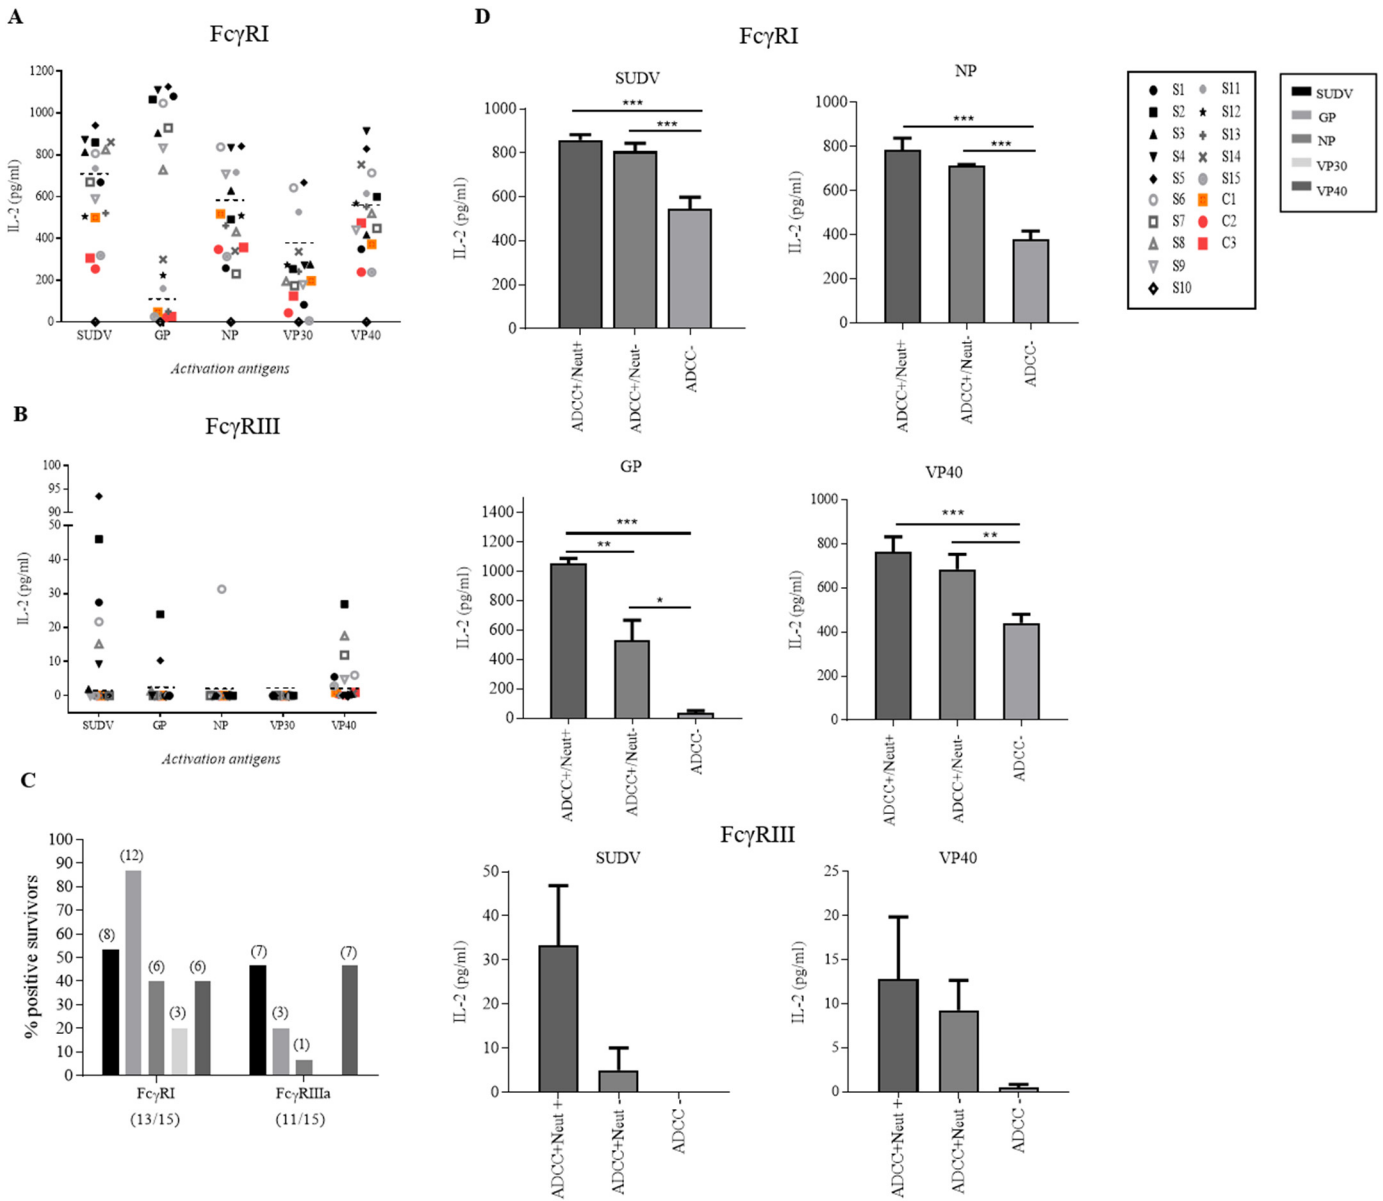 A
FcγRI
IL-2 (pg/ml)
1200
1000
800
600
400
200
0
SUDV GP NP VP30 VP40
Activation antigens
B
FcγRIII
IL-2 (pg/ml)
100
95
90
50
40
30
20
10
0
SUDV GP NP VP30 VP40
Activation antigens
C
% positive survivors
100
90
80
70
60
50
40
30
20
10
0
(8) (12) (6) (3) (6) (7) (3) (1) (7)
FcγRI FcγRIIIa
(13/15) (11/15)
D
FcγRI
SUDV
IL-2 (pg/ml)
1000
800
600
400
200
0
***
***
ADCC+/Neut+ ADCC+/Neut- ADCC-
NP
IL-2 (pg/ml)
1000
800
600
400
200
0
***
***
ADCC+/Neut+ ADCC+/Neut- ADCC-
GP
IL-2 (pg/ml)
1400
1200
1000
800
600
400
200
0
***
**
*
ADCC+/Neut+ ADCC+/Neut- ADCC-
VP40
IL-2 (pg/ml)
1000
800
600
400
200
0
***
**
ADCC+/Neut+ ADCC+/Neut- ADCC-
FcγRIII
SUDV
IL-2 (pg/ml)
50
40
30
20
10
0
ADCC+Neut + ADCC+Neut - ADCC -
VP40
IL-2 (pg/ml)
25
20
15
10
5
0
ADCC+Neut + ADCC+Neut - ADCC -
S1 S11
S2 S12
S3 S13
S4 S14
S5 S15
S6 C1
S7 C2
S8 C3
S9
S10
SUDV
GP
NP
VP30
VP40